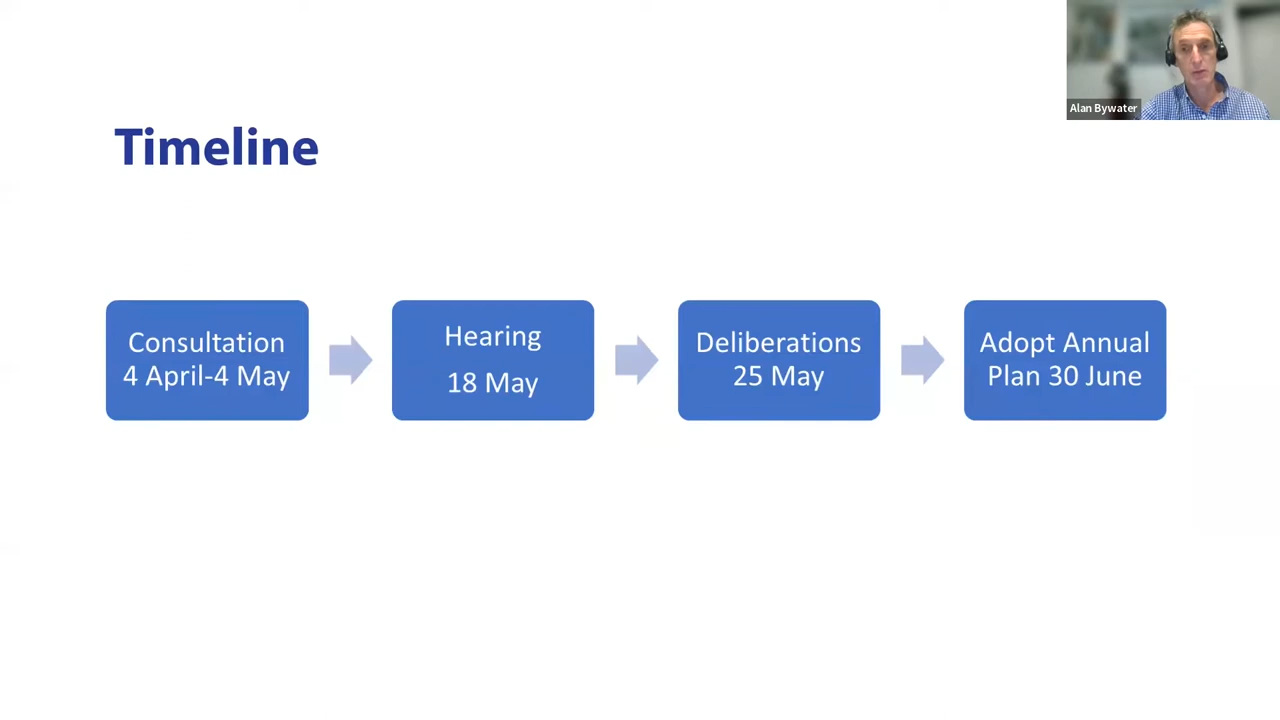 Alan Bywater
Timeline
Consultation
4 April-4 May
Hearing
18 May
Deliberations
25 May
Adopt Annual
Plan 30 June